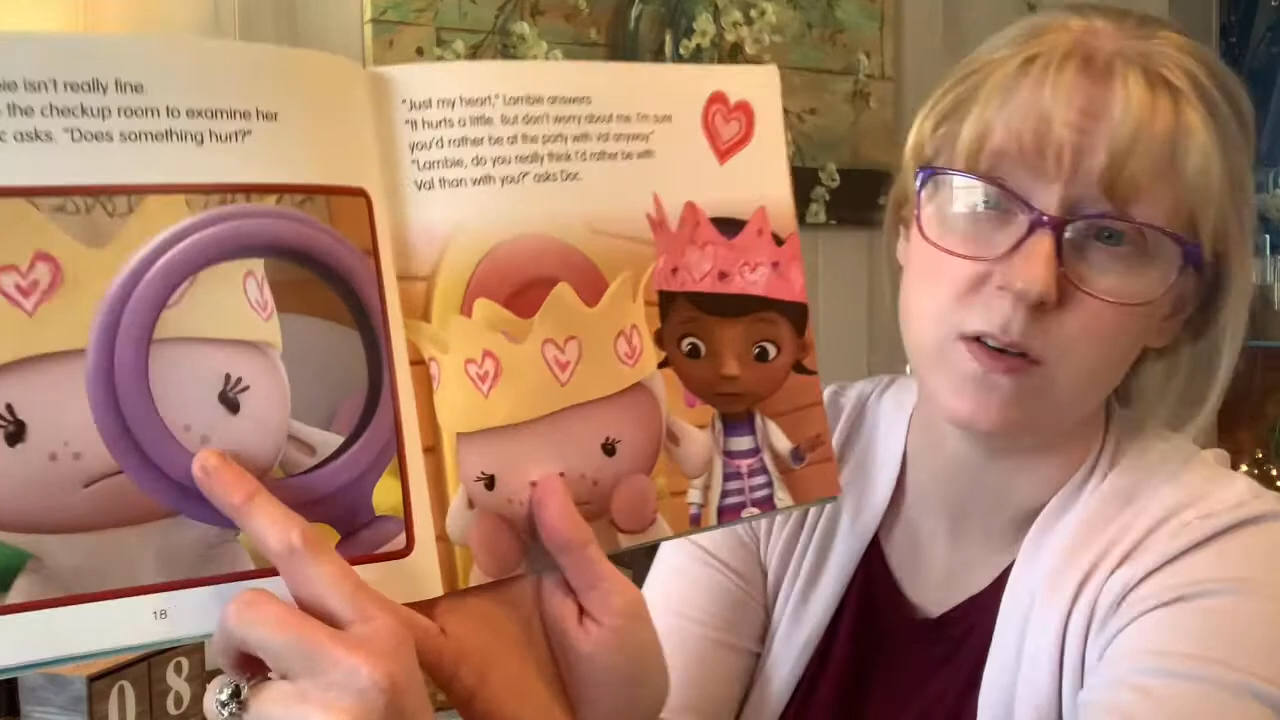 ie isn't really fine.
the checkup room to examine her
c asks. "Does something hurt?"
"Just my heart," Lambie answers.
"It hurts a little. But don't worry about me. I'm sure
you'd rather be at the party with Val anyway."
"Lambie, do you really think I'd rather be with
Val than with you?" asks Doc.
18
08